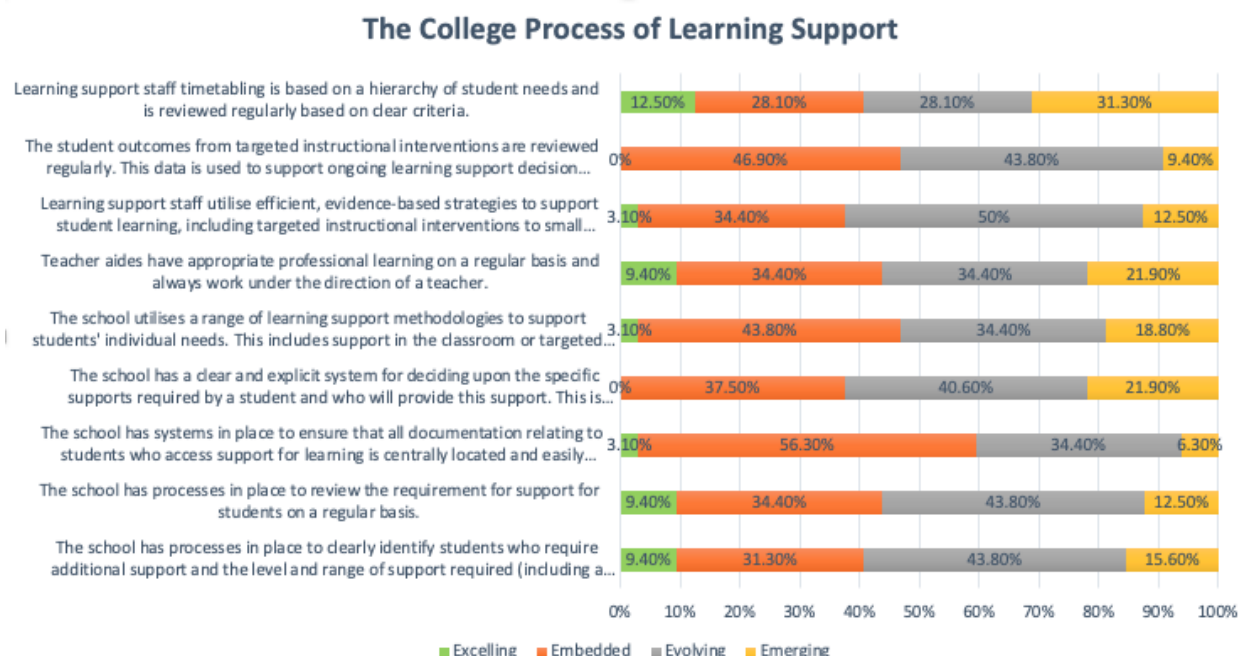 The College Process of Learning Support
Learning support staff timetabling is based on a hierarchy of student needs and
is reviewed regularly based on clear criteria.
12.50% 28.10% 28.10% 31.30%
The student outcomes from targeted instructional interventions are reviewed
regularly. This data is used to support ongoing learning support decision...
0% 46.90% 43.80% 9.40%
Learning support staff utilise efficient, evidence-based strategies to support
student learning, including targeted instructional interventions to small...
3.10% 34.40% 50% 12.50%
Teacher aides have appropriate professional learning on a regular basis and
always work under the direction of a teacher.
9.40% 34.40% 34.40% 21.90%
The school utilises a range of learning support methodologies to support
students' individual needs. This includes support in the classroom or targeted...
3.10% 43.80% 34.40% 18.80%
The school has a clear and explicit system for deciding upon the specific
supports required by a student and who will provide this support. This is...
0% 37.50% 40.60% 21.90%
The school has systems in place to ensure that all documentation relating to
students who access support for learning is centrally located and easily...
3.10% 56.30% 34.40% 6.30%
The school has processes in place to review the requirement for support for
students on a regular basis.
9.40% 34.40% 43.80% 12.50%
The school has processes in place to clearly identify students who require
additional support and the level and range of support required (including a...
9.40% 31.30% 43.80% 15.60%
0% 10% 20% 30% 40% 50% 60% 70% 80% 90% 100%
Excelling Embedded Evolving Emerging